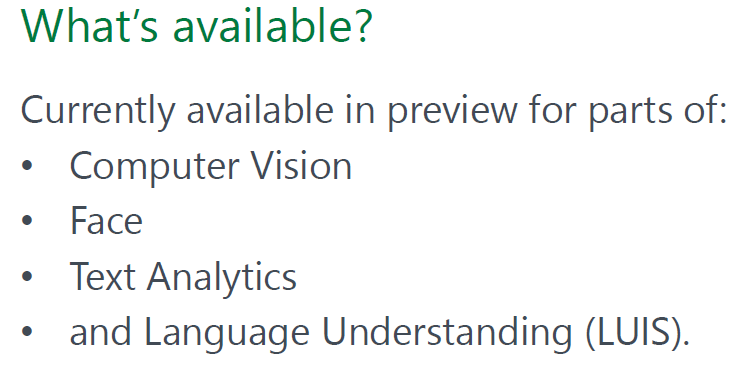 What's available?
Currently available in preview for parts of:
• Computer Vision
• Face
• Text Analytics
• and Language Understanding (LUIS).